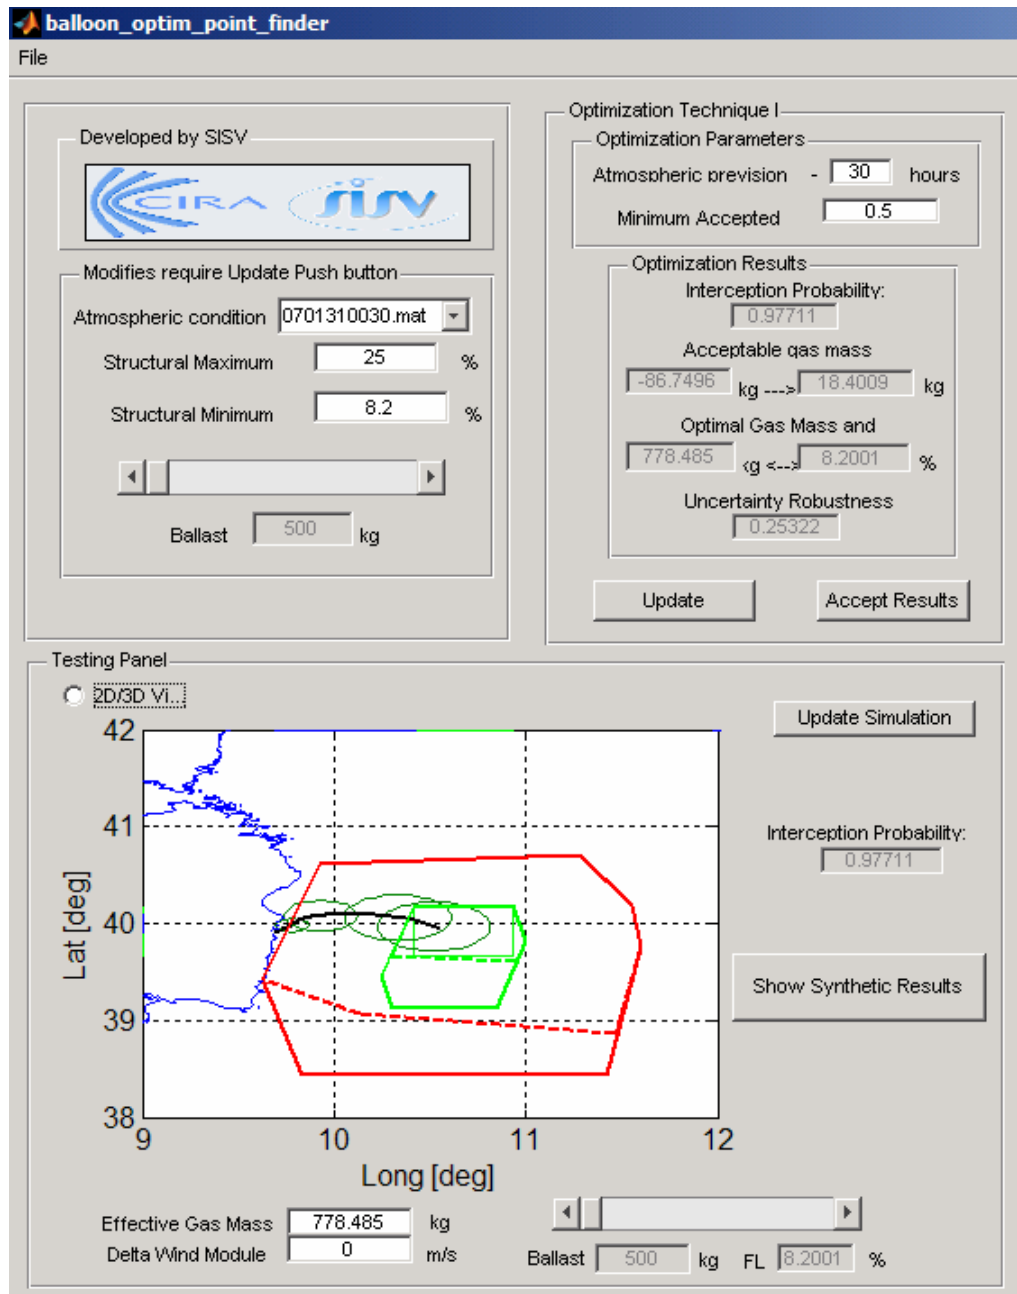 balloon_optim_point_finder
File
Developed by SISV
CIRA sisv
Modifies require Update Push button
Atmospheric condition 0701310030.mat
Structural Maximum 25 %
Structural Minimum 8.2 %
Ballast 500 kg
Optimization Technique I
Optimization Parameters
Atmospheric prevision - 30 hours
Minimum Accepted 0.5
Optimization Results
Interception Probability:
0.97711
Acceptable gas mass
-86.7496 kg ---> 18.4009 kg
Optimal Gas Mass and
778.485 kg <--> 8.2001 %
Uncertainty Robustness
0.25322
Update Accept Results
Testing Panel
2D/3D Vi...
Update Simulation
42
41
40
39
38
Lat [deg]
9 10 11 12
Long [deg]
Interception Probability:
0.97711
Show Synthetic Results
Effective Gas Mass 778.485 kg
Delta Wind Module 0 m/s
Ballast 500 kg FL 8.2001 %